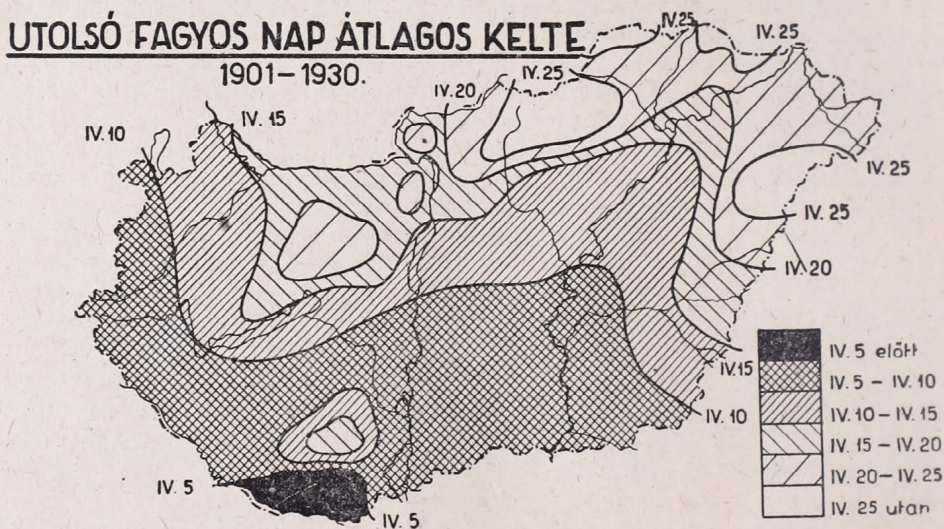 UTOLSÓ FAGYOS NAP ÁTLAGOS KELTE
1901–1930.
IV. 25
IV. 25
IV. 25
IV. 20
IV. 15
IV. 10
IV. 25
IV. 25
IV. 20
IV. 15
IV. 10
IV. 5
IV. 5
IV. 5 előtt
IV. 5 – IV. 10
IV. 10 – IV. 15
IV. 15 – IV. 20
IV. 20 – IV. 25
IV. 25 utan